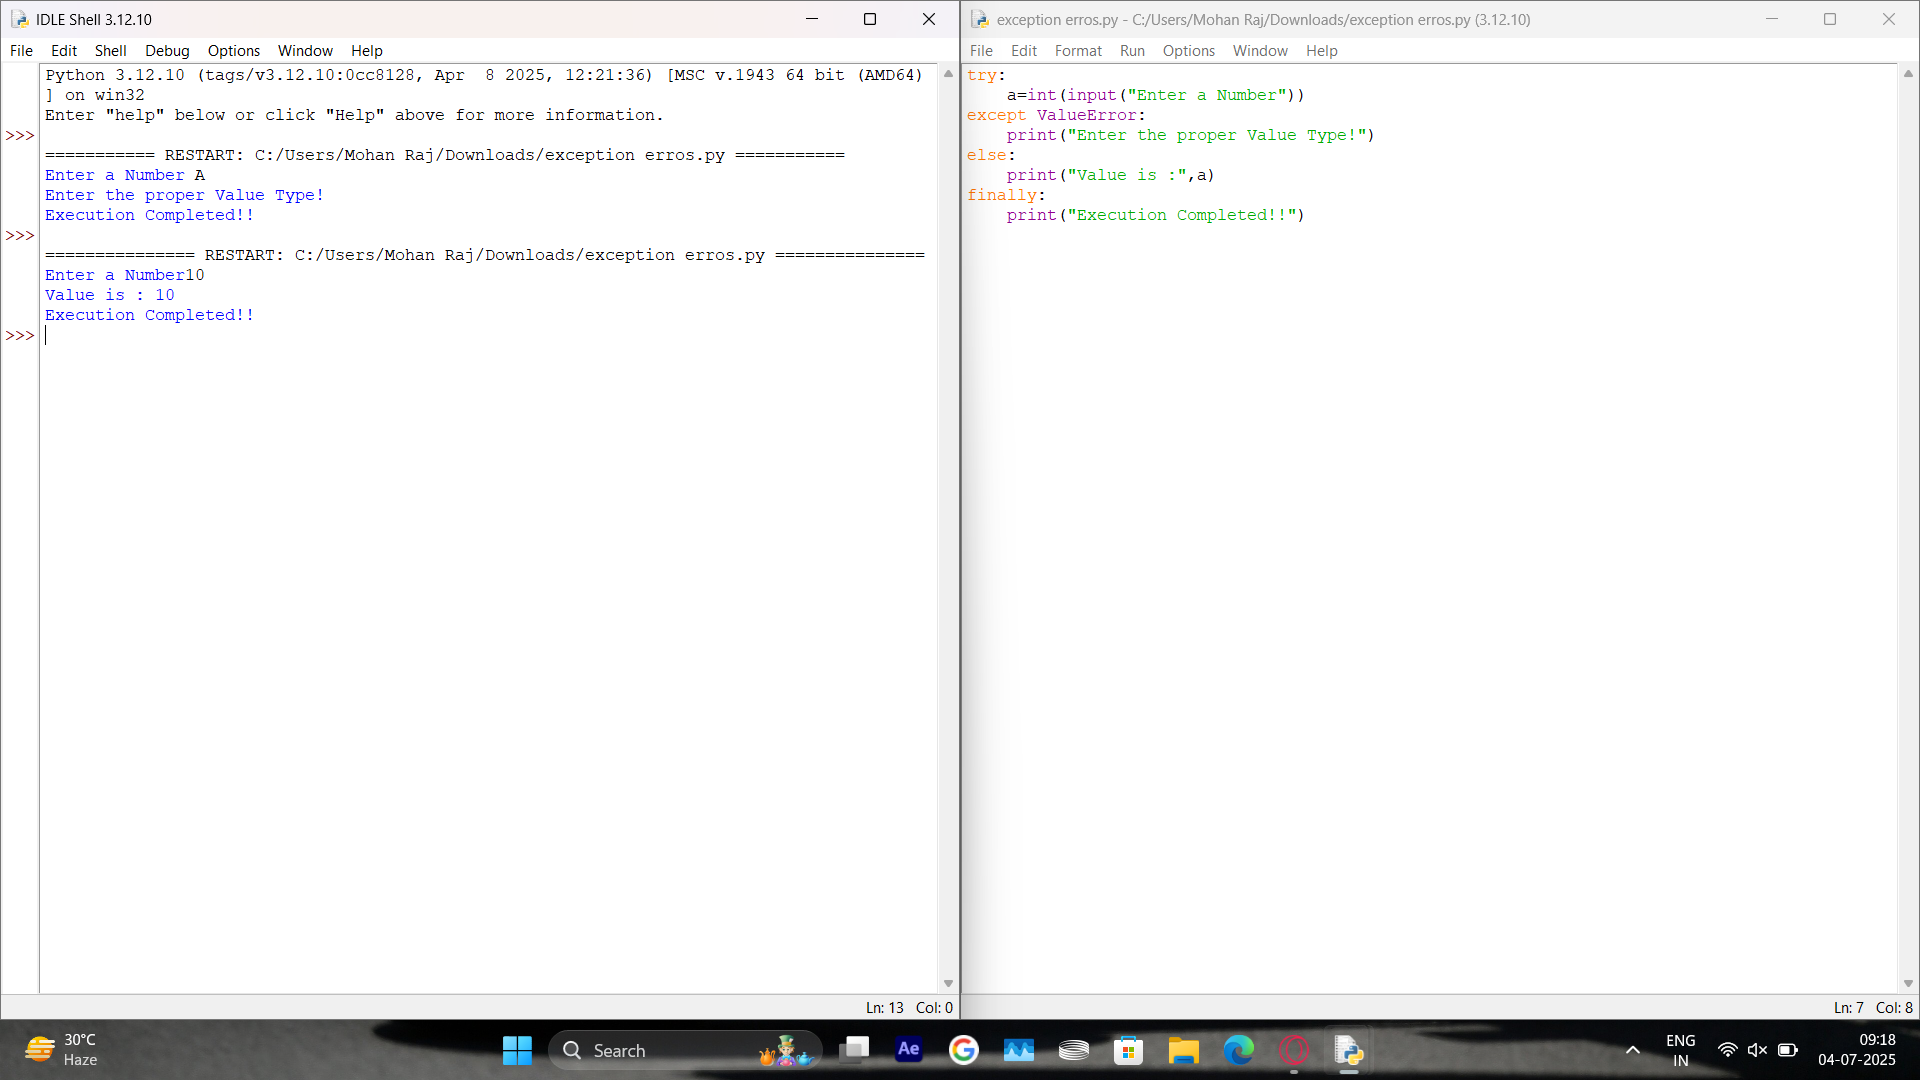 IDLE Shell 3.12.10
File Edit Shell Debug Options Window Help
Python 3.12.10 (tags/v3.12.10:0cc8128, Apr  8 2025, 12:21:36) [MSC v.1943 64 bit (AMD64)
] on win32
Enter "help" below or click "Help" above for more information.
>>>
=========== RESTART: C:/Users/Mohan Raj/Downloads/exception erros.py ===========
Enter a Number A
Enter the proper Value Type!
Execution Completed!!
>>>
=============== RESTART: C:/Users/Mohan Raj/Downloads/exception erros.py ===============
Enter a Number10
Value is : 10
Execution Completed!!
>>>
Ln: 13 Col: 0
exception erros.py - C:/Users/Mohan Raj/Downloads/exception erros.py (3.12.10)
File Edit Format Run Options Window Help
try:
    a=int(input("Enter a Number"))
except ValueError:
    print("Enter the proper Value Type!")
else:
    print("Value is :",a)
finally:
    print("Execution Completed!!")
Ln: 7 Col: 8
30°C
Haze
Search
Ae
ENG
IN
09:18
04-07-2025